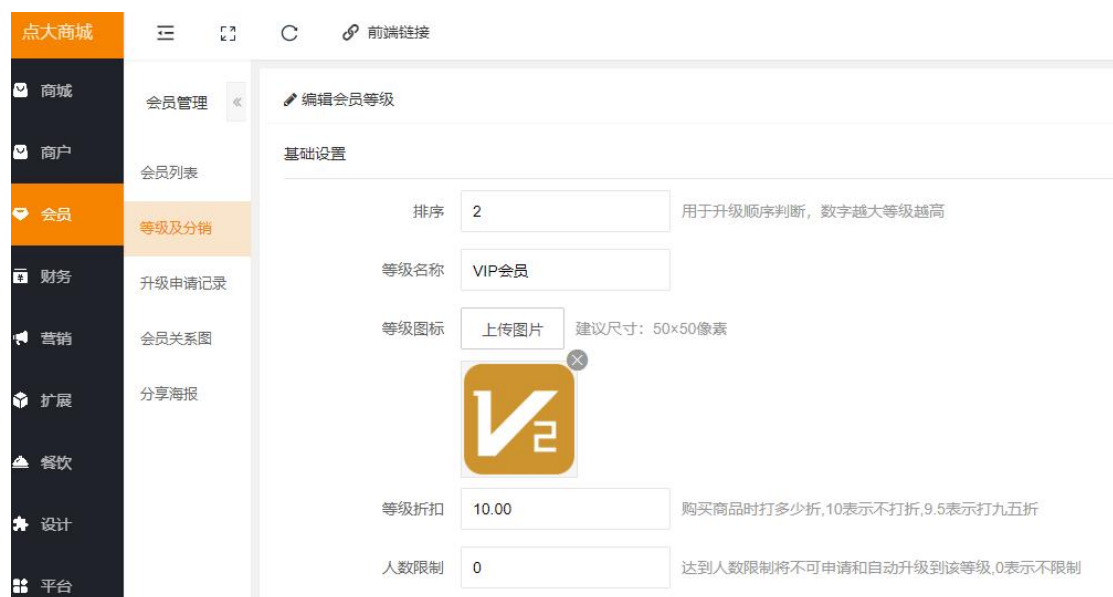 点大商城
前端链接
商城
商户
会员
财务
营销
扩展
餐饮
设计
平台
会员管理
会员列表
等级及分销
升级申请记录
会员关系图
分享海报
编辑会员等级
基础设置
排序 2 用于升级顺序判断，数字越大等级越高
等级名称 VIP会员
等级图标 上传图片 建议尺寸：50×50像素
V2
等级折扣 10.00 购买商品时打多少折,10表示不打折,9.5表示打九五折
人数限制 0 达到人数限制将不可申请和自动升级到该等级,0表示不限制